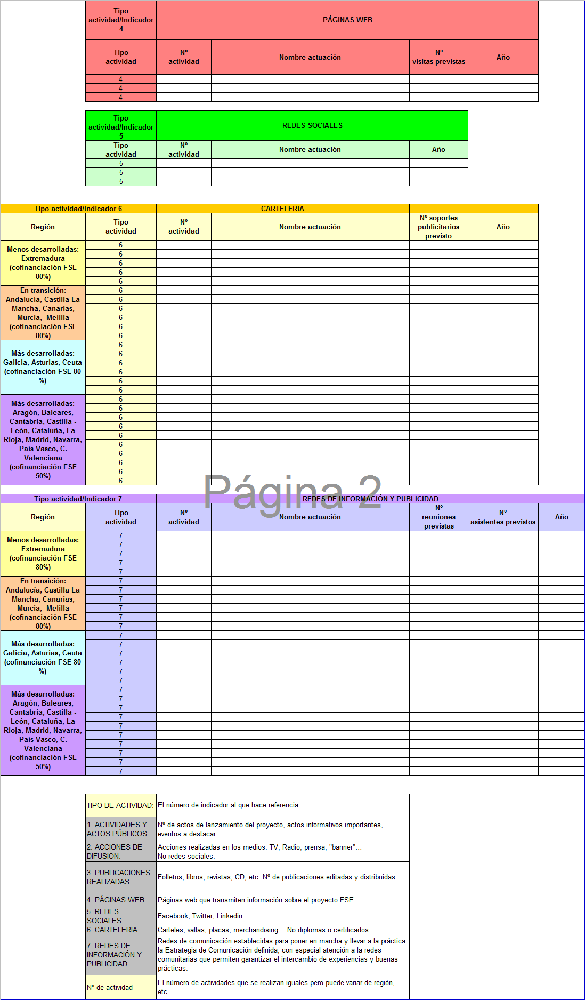 Tipo
actividad/Indicador
4
PÁGINAS WEB
Tipo
actividad
Nº
actividad
Nombre actuación
Nº
visitas previstas
Año
4
4
4
Tipo
actividad/Indicador
5
REDES SOCIALES
Tipo
actividad
Nº
actividad
Nombre actuación
Año
5
5
5
Tipo actividad/Indicador 6
CARTELERIA
Región
Tipo
actividad
Nº
actividad
Nombre actuación
Nº soportes
publicitarios
previsto
Año
Menos desarrolladas:
Extremadura
(cofinanciación FSE
80%)
6
6
6
6
6
En transición:
Andalucía, Castilla La
Mancha, Canarias,
Murcia,  Melilla
(cofinanciación FSE
80%)
6
6
6
6
6
6
Más desarrolladas:
Galicia, Asturias, Ceuta
(cofinanciación FSE 80
%)
6
6
6
6
6
6
Más desarrolladas:
Aragón, Baleares,
Cantabria, Castilla -
León, Cataluña, La
Rioja, Madrid, Navarra,
País Vasco, C.
Valenciana
(cofinanciación FSE
50%)
6
6
6
6
6
6
6
6
6
6
Página 2
Tipo actividad/Indicador 7
REDES DE INFORMACIÓN Y PUBLICIDAD
Región
Tipo
actividad
Nº
actividad
Nombre actuación
Nº
reuniones
previstas
Nº
asistentes previstos
Año
Menos desarrolladas:
Extremadura
(cofinanciación FSE
80%)
7
7
7
7
7
En transición:
Andalucía, Castilla La
Mancha, Canarias,
Murcia,  Melilla
(cofinanciación FSE
80%)
7
7
7
7
7
7
Más desarrolladas:
Galicia, Asturias, Ceuta
(cofinanciación FSE 80
%)
7
7
7
7
7
7
Más desarrolladas:
Aragón, Baleares,
Cantabria, Castilla -
León, Cataluña, La
Rioja, Madrid, Navarra,
País Vasco, C.
Valenciana
(cofinanciación FSE
50%)
7
7
7
7
7
7
7
7
7
7
TIPO DE ACTIVIDAD:
El número de indicador al que hace referencia.
1. ACTIVIDADES Y
ACTOS PÚBLICOS:
Nº de actos de lanzamiento del proyecto, actos informativos importantes,
eventos a destacar.
2. ACCIONES DE
DIFUSION:
Acciones realizadas en los medios: TV, Radio, prensa, "banner"...
No redes sociales.
3. PUBLICACIONES
REALIZADAS
Folletos, libros, revistas, CD, etc. Nº de publicaciones editadas y distribuidas
4. PÁGINAS WEB
Páginas web que transmiten información sobre el proyecto FSE.
5. REDES
SOCIALES
Facebook, Twitter, Linkedin...
6. CARTELERIA
Carteles, vallas, placas, merchandising... No diplomas o certificados
7. REDES DE
INFORMACIÓN Y
PUBLICIDAD
Redes de comunicación establecidas para poner en marcha y llevar a la práctica
la Estrategia de Comunicación definida, con especial atención a la redes
comunitarias que permiten garantizar el intercambio de experiencias y buenas
prácticas.
Nº de actividad
El número de actividades que se realizan iguales pero puede variar de región,
etc.